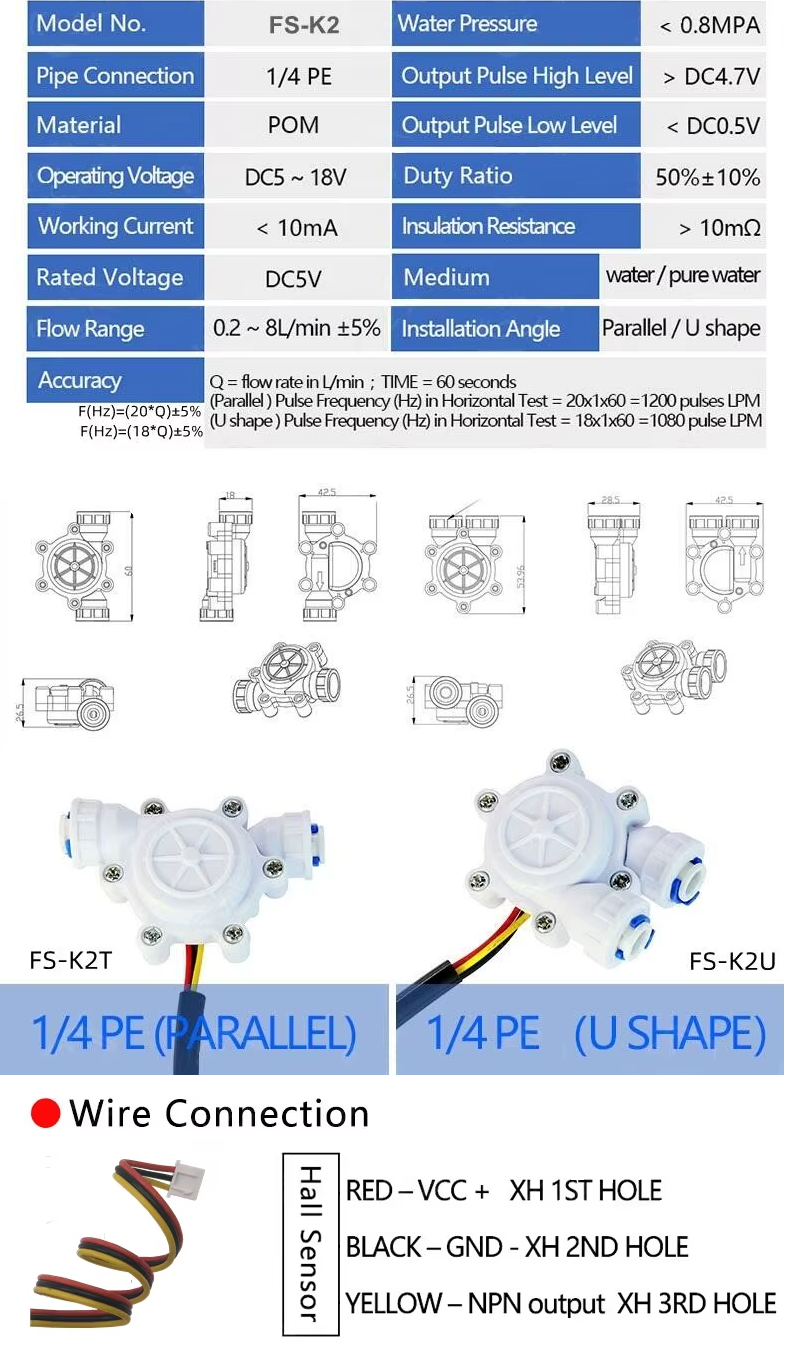 Model No. FS-K2 Water Pressure < 0.8MPA
Pipe Connection 1/4 PE Output Pulse High Level > DC4.7V
Material POM Output Pulse Low Level < DC0.5V
Operating Voltage DC5 ~ 18V Duty Ratio 50%±10%
Working Current < 10mA Insulation Resistance > 10mΩ
Rated Voltage DC5V Medium water / pure water
Flow Range 0.2 ~ 8L/min ±5% Installation Angle Parallel / U shape
Accuracy
F(Hz)=(20*Q)±5%
F(Hz)=(18*Q)±5%
Q = flow rate in L/min ; TIME = 60 seconds
(Parallel ) Pulse Frequency (Hz) in Horizontal Test = 20x1x60 =1200 pulses LPM
(U shape ) Pulse Frequency (Hz) in Horizontal Test = 18x1x60 =1080 pulse LPM
18 42.5 28.5 42.5
60 53.96
26.5 26.5
FS-K2T FS-K2U
1/4 PE (PARALLEL) 1/4 PE (U SHAPE)
Wire Connection
Hall Sensor
RED – VCC + XH 1ST HOLE
BLACK – GND - XH 2ND HOLE
YELLOW – NPN output XH 3RD HOLE